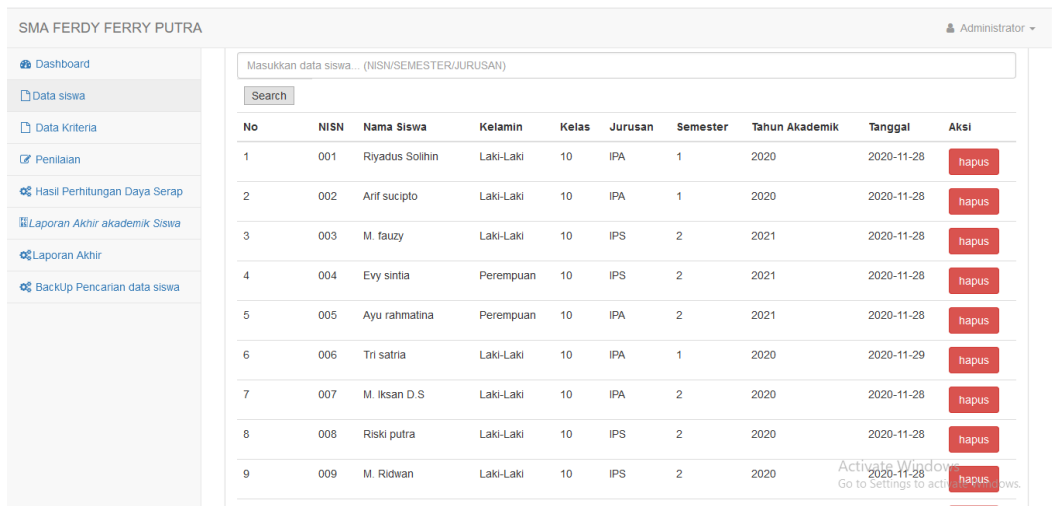 SMA FERDY FERRY PUTRA
Administrator
Dashboard
Data siswa
Data Kriteria
Penilaian
Hasil Perhitungan Daya Serap
Laporan Akhir akademik Siswa
Laporan Akhir
BackUp Pencarian data siswa
Masukkan data siswa... (NISN/SEMESTER/JURUSAN)
Search
No NISN Nama Siswa Kelamin Kelas Jurusan Semester Tahun Akademik Tanggal Aksi
1 001 Riyadus Solihin Laki-Laki 10 IPA 1 2020 2020-11-28 hapus
2 002 Arif sucipto Laki-Laki 10 IPA 1 2020 2020-11-28 hapus
3 003 M. fauzy Laki-Laki 10 IPS 2 2021 2020-11-28 hapus
4 004 Evy sintia Perempuan 10 IPS 2 2021 2020-11-28 hapus
5 005 Ayu rahmatina Perempuan 10 IPA 2 2021 2020-11-28 hapus
6 006 Tri satria Laki-Laki 10 IPA 1 2020 2020-11-29 hapus
7 007 M. Iksan D.S Laki-Laki 10 IPA 2 2020 2020-11-28 hapus
8 008 Riski putra Laki-Laki 10 IPS 2 2020 2020-11-28 hapus
9 009 M. Ridwan Laki-Laki 10 IPS 2 2020 2020-11-28 hapus
Activate Windows
Go to Settings to activate Windows.